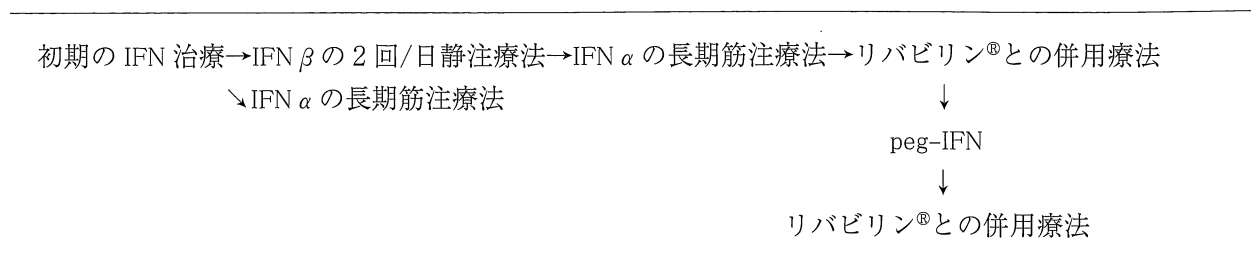 初期の IFN 治療→IFN β の 2 回/日静注療法→IFN α の長期筋注療法→リバビリン®との併用療法
↘IFN α の長期筋注療法
↓
peg–IFN
↓
リバビリン®との併用療法